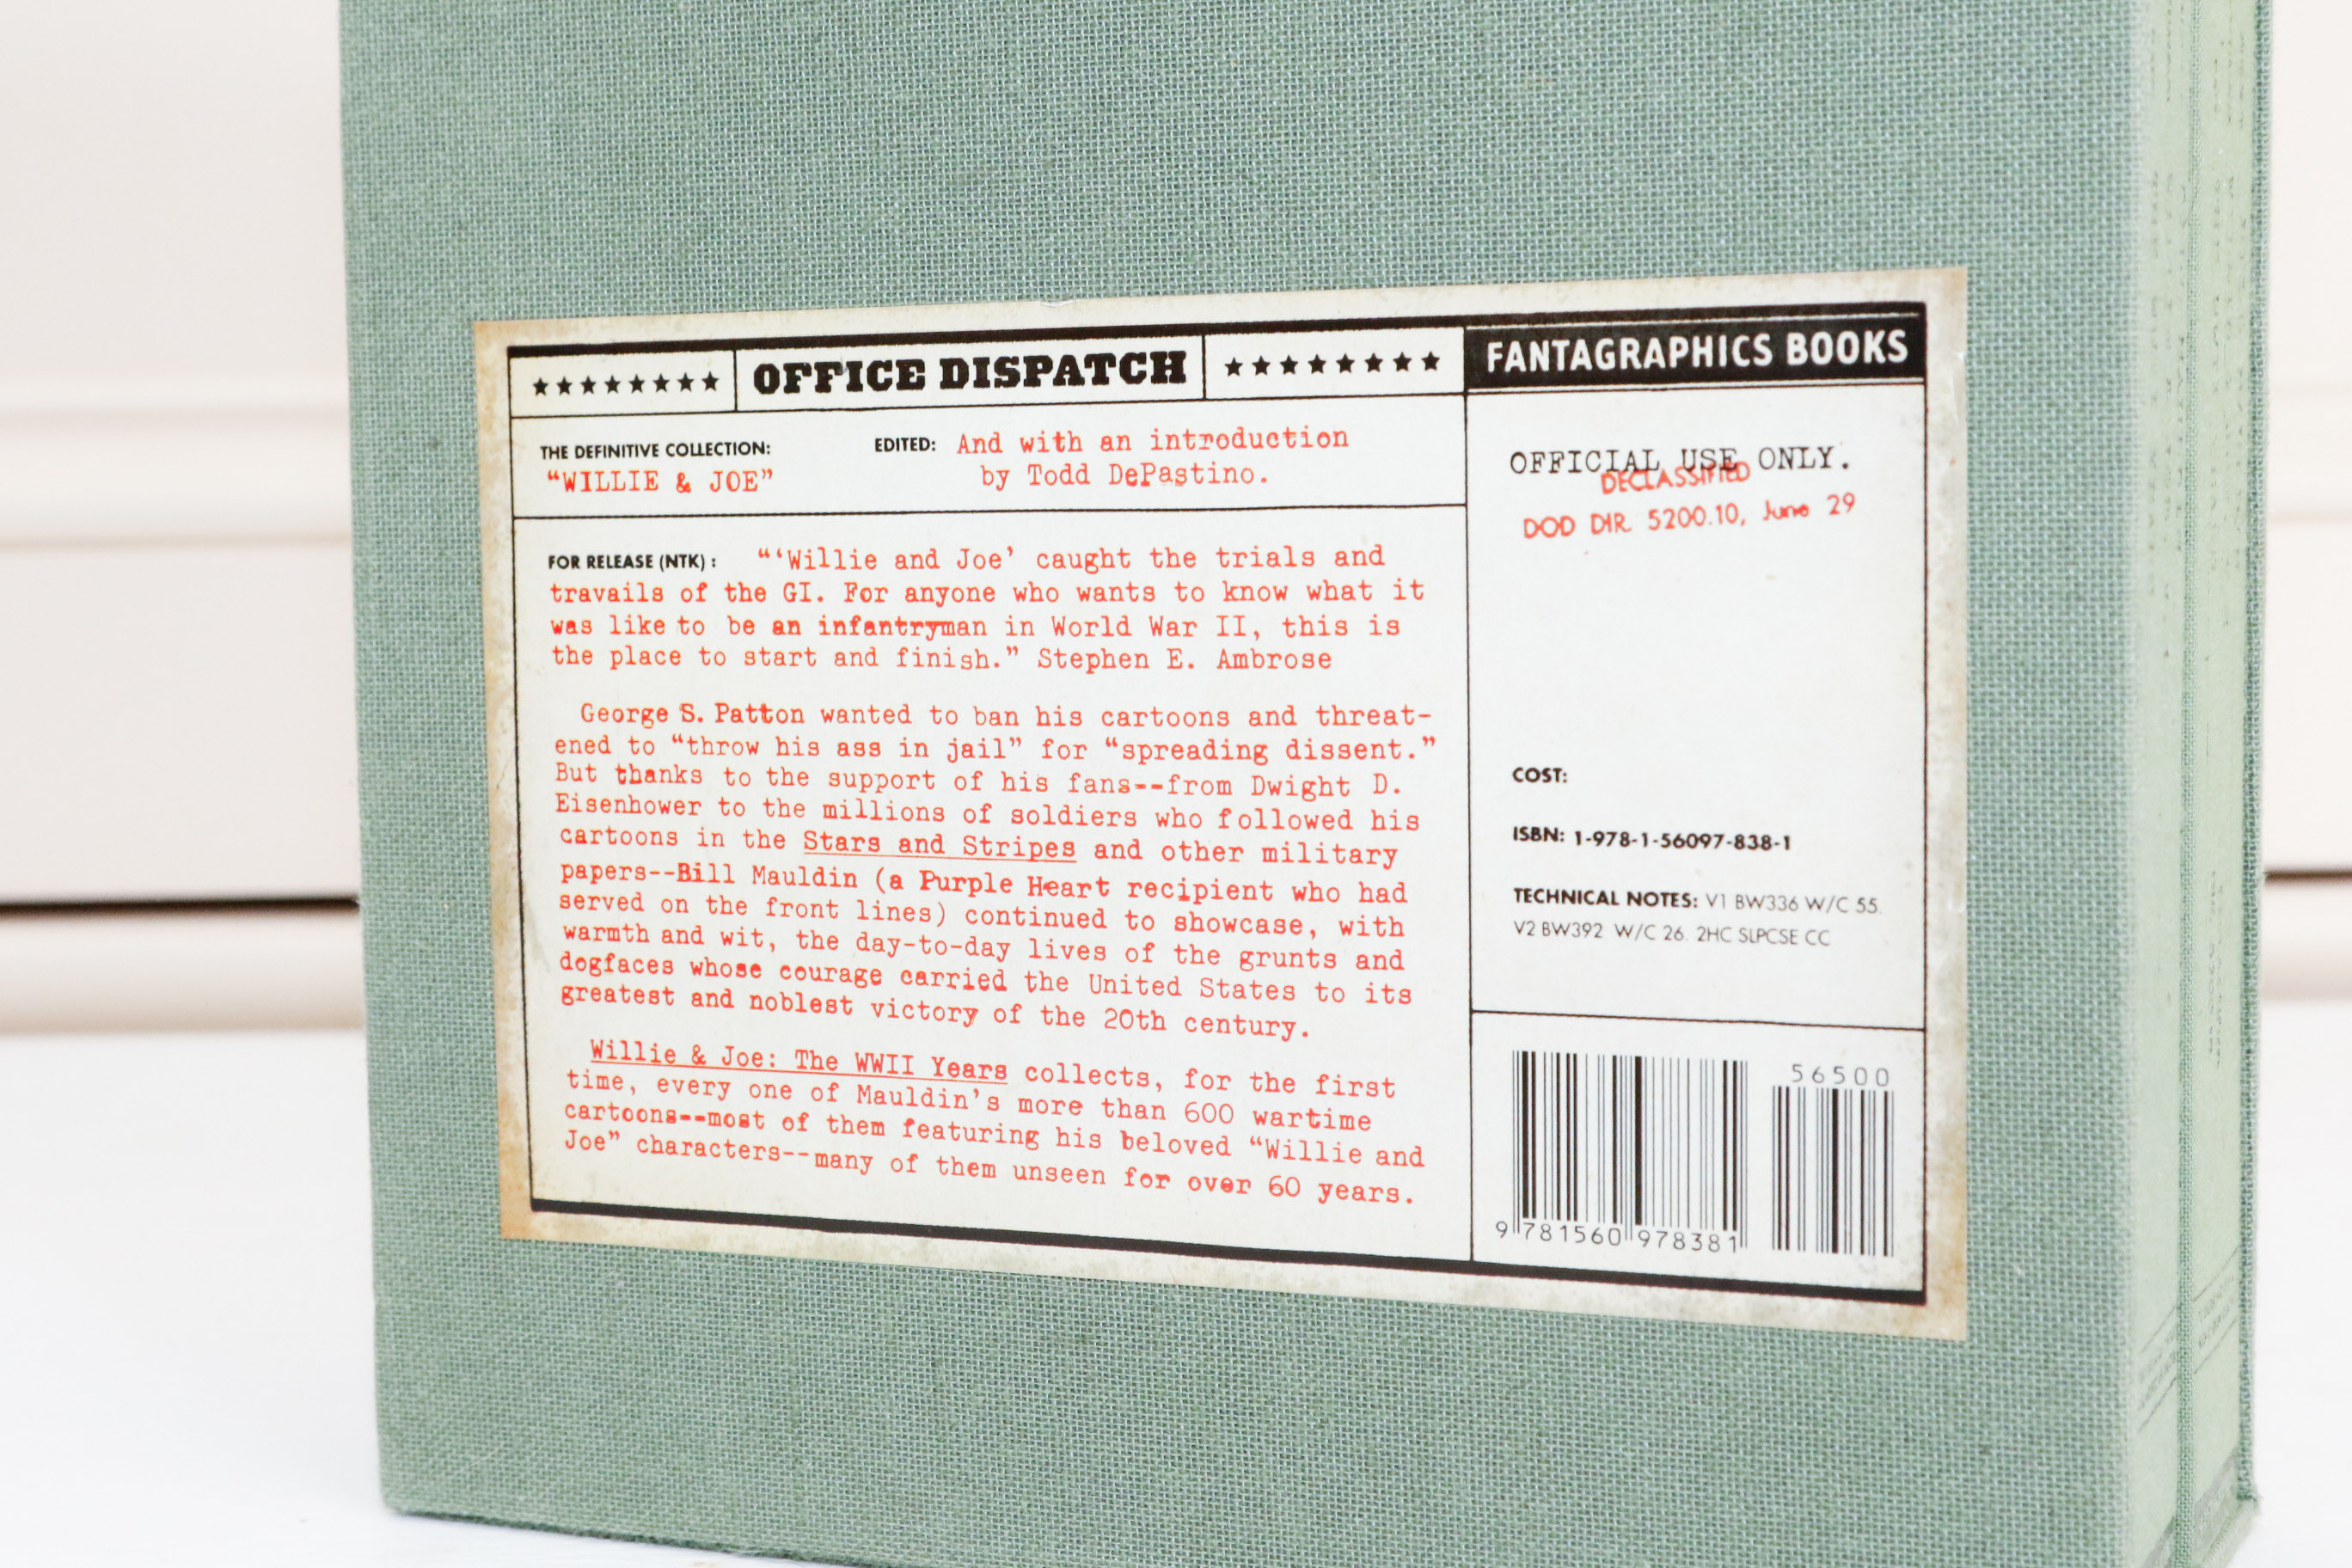 ★★★★★★★★ OFFICE DISPATCH ★★★★★★★★
THE DEFINITIVE COLLECTION:
“WILLIE & JOE”
EDITED: And with an introduction
by Todd DePastino.
FOR RELEASE (NTK) : “‘Willie and Joe’ caught the trials and
travails of the GI. For anyone who wants to know what it
was like to be an infantryman in World War II, this is
the place to start and finish.” Stephen E. Ambrose
George S. Patton wanted to ban his cartoons and threat-
ened to “throw his ass in jail” for “spreading dissent.”
But thanks to the support of his fans--from Dwight D.
Eisenhower to the millions of soldiers who followed his
cartoons in the Stars and Stripes and other military
papers--Bill Mauldin (a Purple Heart recipient who had
served on the front lines) continued to showcase, with
warmth and wit, the day-to-day lives of the grunts and
dogfaces whose courage carried the United States to its
greatest and noblest victory of the 20th century.
Willie & Joe: The WWII Years collects, for the first
time, every one of Mauldin’s more than 600 wartime
cartoons--most of them featuring his beloved “Willie and
Joe” characters--many of them unseen for over 60 years.
FANTAGRAPHICS BOOKS
OFFICIAL USE ONLY.
DECLASSIFIED
DOD DIR. 5200.10, June 29
COST:
ISBN: 1-978-1-56097-838-1
TECHNICAL NOTES: V1 BW336 W/C 55.
V2 BW392 W/C 26. 2HC SLPCSE CC
56500
9 781560 978381